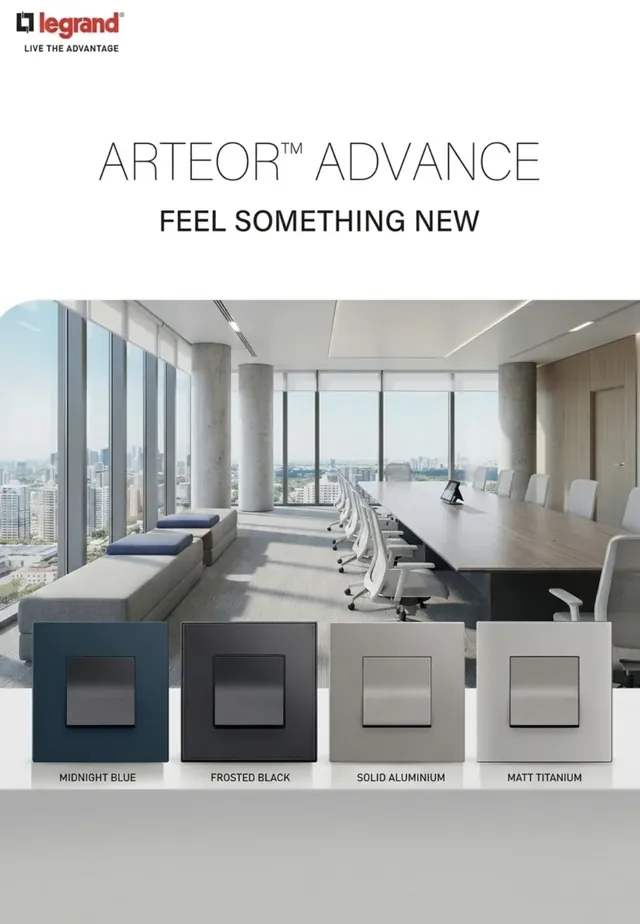 legrand®
LIVE THE ADVANTAGE
ARTEOR™ ADVANCE
FEEL SOMETHING NEW
MIDNIGHT BLUE
FROSTED BLACK
SOLID ALUMINIUM
MATT TITANIUM